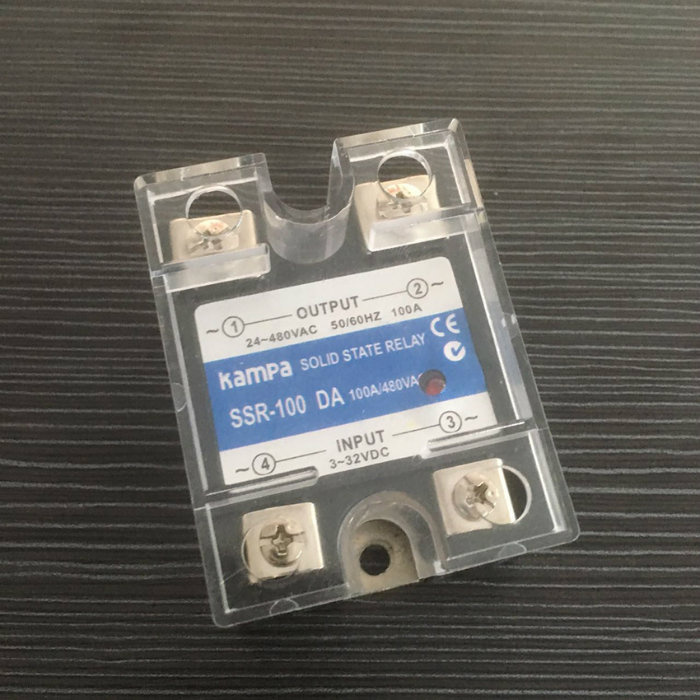 OUTPUT
~ 1 2 ~
24~480VAC 50/60HZ 100A
CE
Kampa SOLID STATE RELAY
SSR-100 DA 100A/480VA
INPUT
~ 4 3 ~
3~32VDC